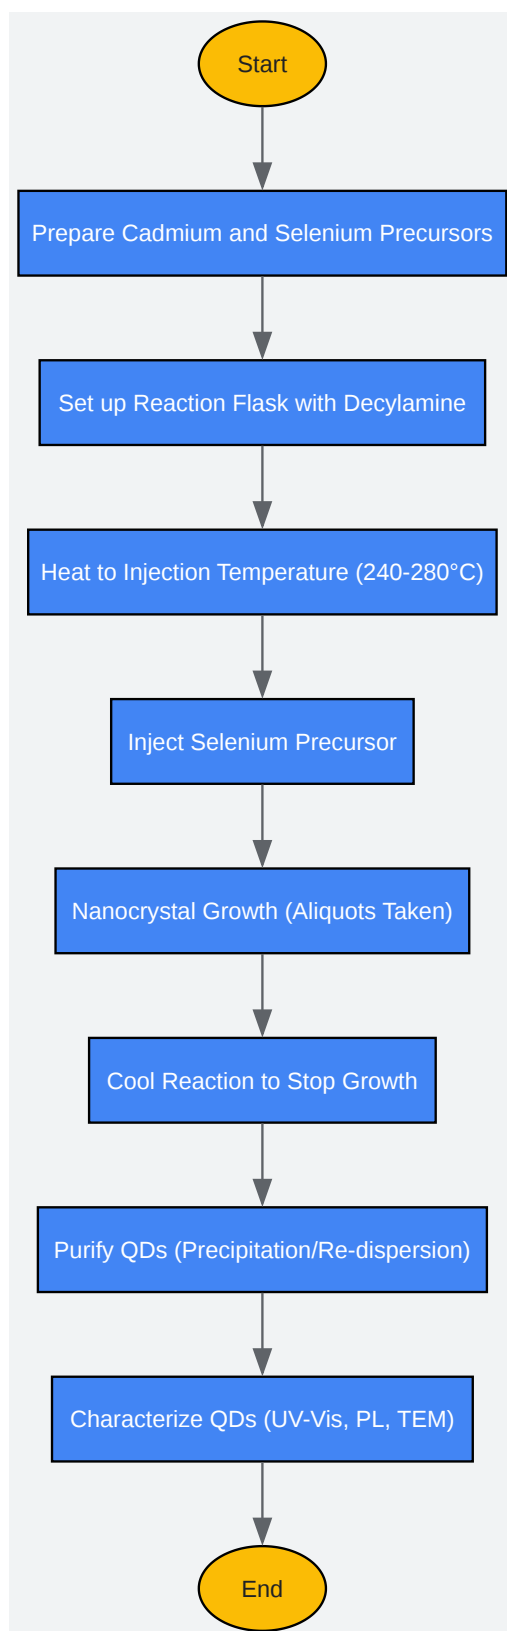 Start
Prepare Cadmium and Selenium Precursors
Set up Reaction Flask with Decylamine
Heat to Injection Temperature (240-280°C)
Inject Selenium Precursor
Nanocrystal Growth (Aliquots Taken)
Cool Reaction to Stop Growth
Purify QDs (Precipitation/Re-dispersion)
Characterize QDs (UV-Vis, PL, TEM)
End